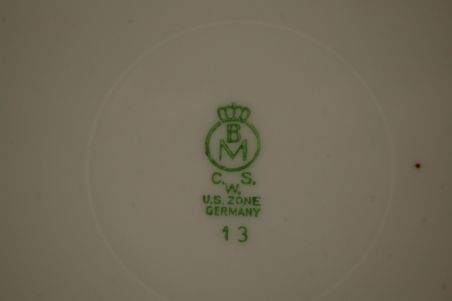 B
M
C. S.
W.
U.S. ZONE
GERMANY
13